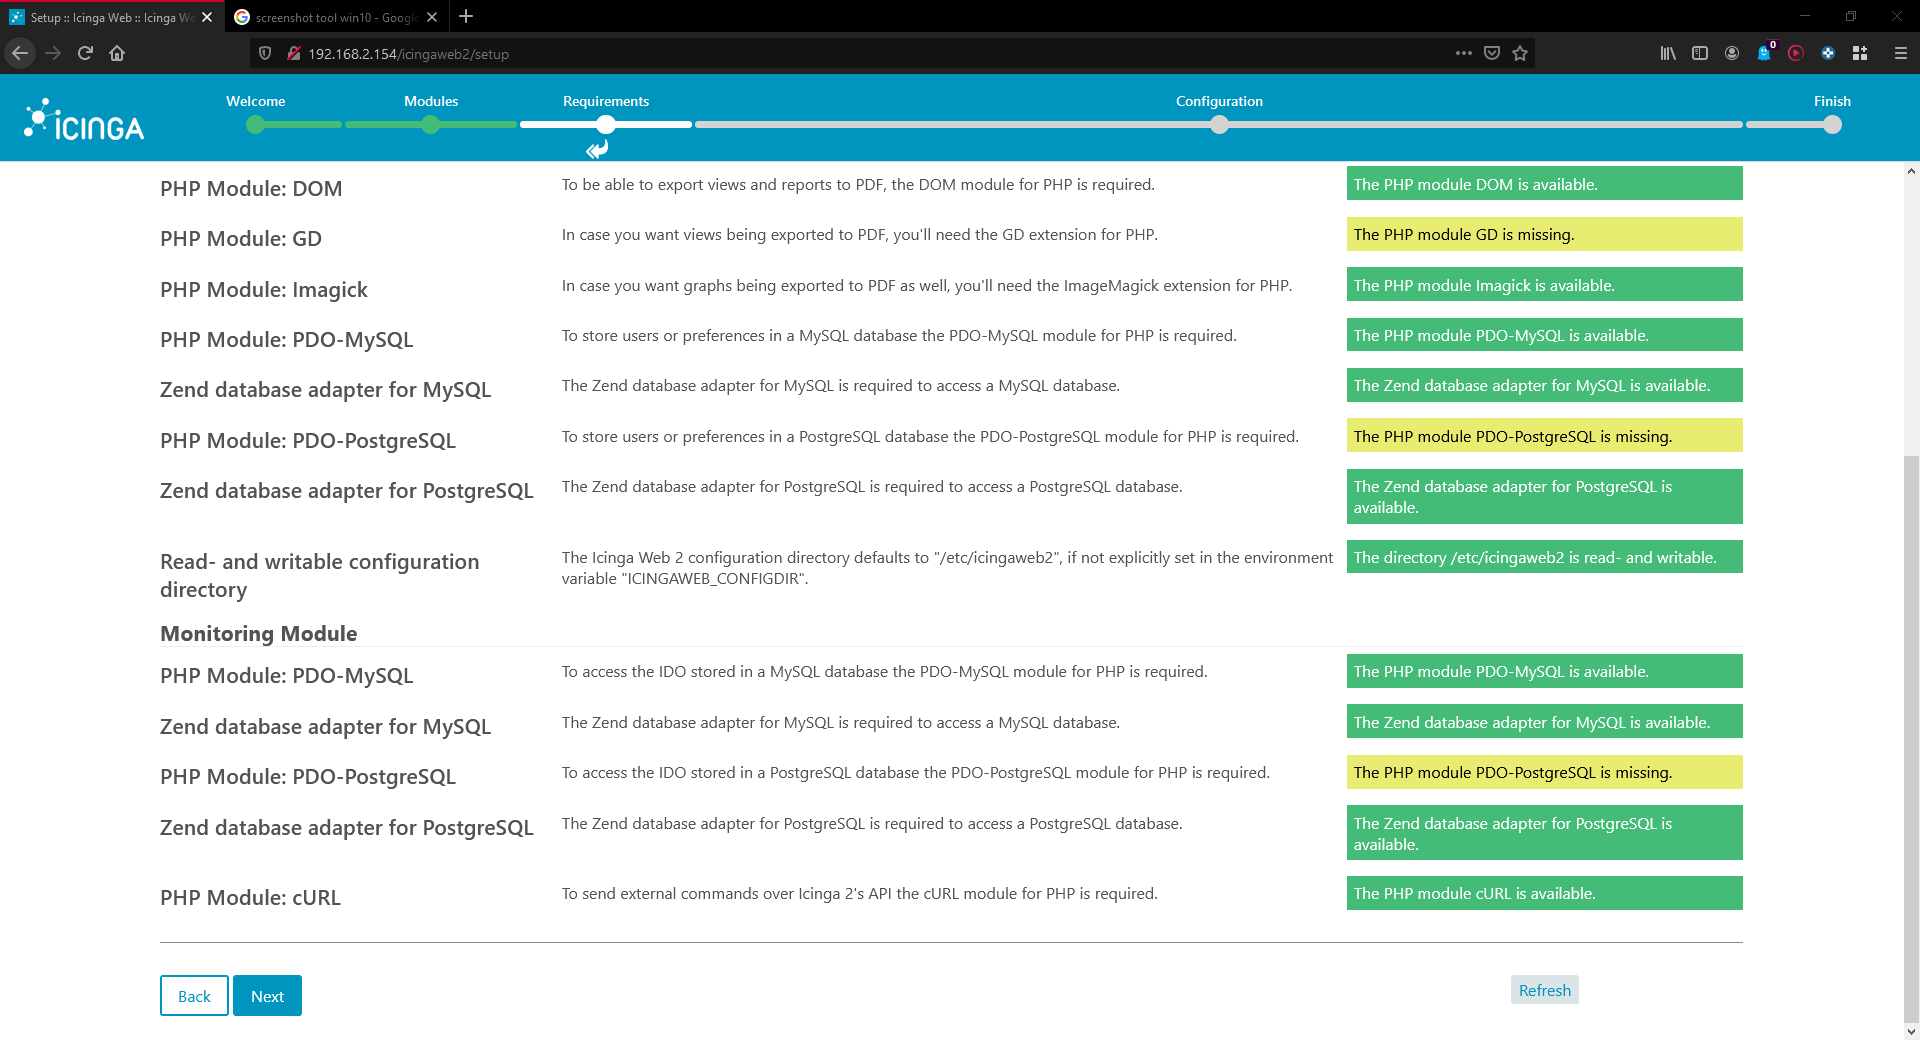 Setup :: Icinga Web :: Icinga We
screenshot tool win10 - Google
192.168.2.154/icingaweb2/setup
0
ICINGA
Welcome
Modules
Requirements
Configuration
Finish
PHP Module: DOM
To be able to export views and reports to PDF, the DOM module for PHP is required.
The PHP module DOM is available.
PHP Module: GD
In case you want views being exported to PDF, you'll need the GD extension for PHP.
The PHP module GD is missing.
PHP Module: Imagick
In case you want graphs being exported to PDF as well, you'll need the ImageMagick extension for PHP.
The PHP module Imagick is available.
PHP Module: PDO-MySQL
To store users or preferences in a MySQL database the PDO-MySQL module for PHP is required.
The PHP module PDO-MySQL is available.
Zend database adapter for MySQL
The Zend database adapter for MySQL is required to access a MySQL database.
The Zend database adapter for MySQL is available.
PHP Module: PDO-PostgreSQL
To store users or preferences in a PostgreSQL database the PDO-PostgreSQL module for PHP is required.
The PHP module PDO-PostgreSQL is missing.
Zend database adapter for PostgreSQL
The Zend database adapter for PostgreSQL is required to access a PostgreSQL database.
The Zend database adapter for PostgreSQL is
available.
Read- and writable configuration
directory
The Icinga Web 2 configuration directory defaults to "/etc/icingaweb2", if not explicitly set in the environment
variable "ICINGAWEB_CONFIGDIR".
The directory /etc/icingaweb2 is read- and writable.
Monitoring Module
PHP Module: PDO-MySQL
To access the IDO stored in a MySQL database the PDO-MySQL module for PHP is required.
The PHP module PDO-MySQL is available.
Zend database adapter for MySQL
The Zend database adapter for MySQL is required to access a MySQL database.
The Zend database adapter for MySQL is available.
PHP Module: PDO-PostgreSQL
To access the IDO stored in a PostgreSQL database the PDO-PostgreSQL module for PHP is required.
The PHP module PDO-PostgreSQL is missing.
Zend database adapter for PostgreSQL
The Zend database adapter for PostgreSQL is required to access a PostgreSQL database.
The Zend database adapter for PostgreSQL is
available.
PHP Module: cURL
To send external commands over Icinga 2's API the cURL module for PHP is required.
The PHP module cURL is available.
Back
Next
Refresh